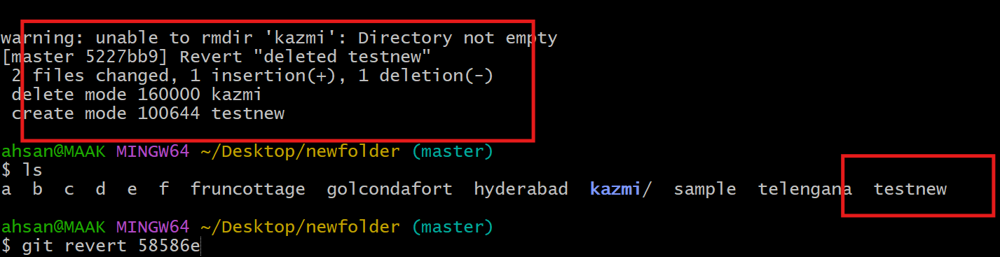 warning: unable to rmdir 'kazmi': Directory not empty
[master 5227bb9] Revert "deleted testnew"
 2 files changed, 1 insertion(+), 1 deletion(-)
 delete mode 160000 kazmi
 create mode 100644 testnew
ahsan@MAAK MINGW64 ~/Desktop/newfolder (master)
$ ls
a  b  c  d  e  f  fruncottage  golcondafort  hyderabad  kazmi/  sample  telengana  testnew
ahsan@MAAK MINGW64 ~/Desktop/newfolder (master)
$ git revert 58586e